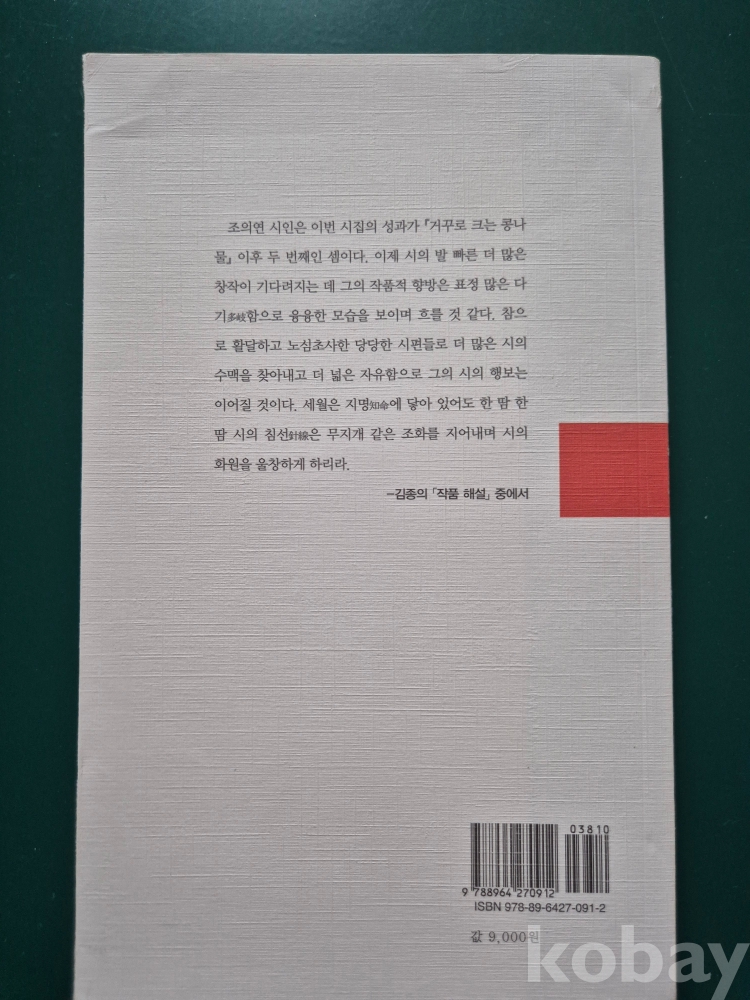 조의연 시인은 이번 시집의 성과가 『거꾸로 크는 콩나
물』 이후 두 번째인 셈이다. 이제 시의 발 빠른 더 많은
창작이 기다려지는 데 그의 작품적 향방은 표정 많은 다
기多岐함으로 융융한 모습을 보이며 흐를 것 같다. 참으
로 활달하고 노심초사한 당당한 시편들로 더 많은 시의
수맥을 찾아내고 더 넓은 자유함으로 그의 시의 행보는
이어질 것이다. 세월은 지명知命에 닿아 있어도 한 땀 한
땀 시의 침선針線은 무지개 같은 조화를 지어내며 시의
화원을 울창하게 하리라.
-김종의 「작품 해설」 중에서
03810
9 788964 270912
ISBN 978-89-6427-091-2
값 9,000원
kobay